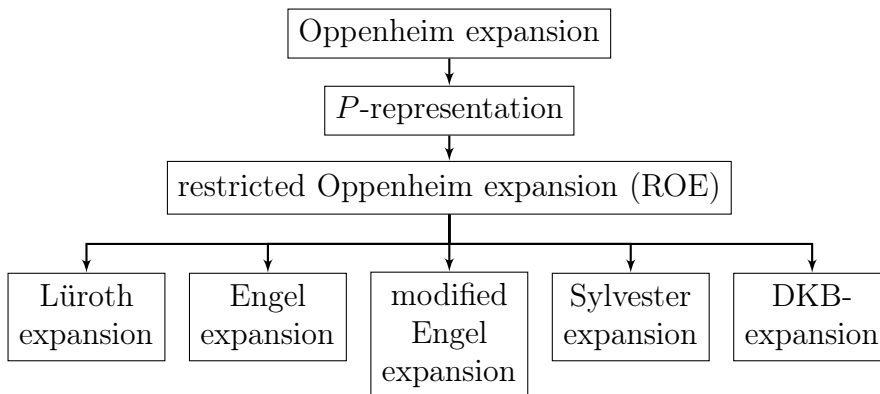 Oppenheim expansion
P-representation
restricted Oppenheim expansion (ROE)
Lüroth
expansion
Engel
expansion
modified
Engel
expansion
Sylvester
expansion
DKB-
expansion